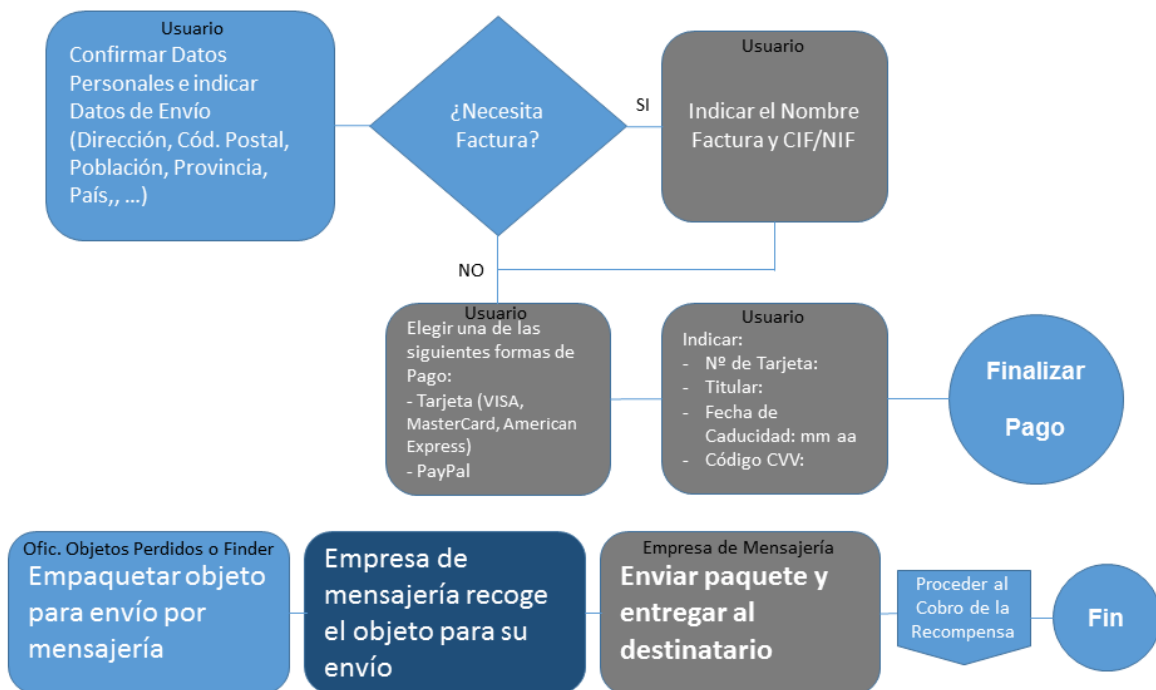 Usuario
Confirmar Datos
Personales e indicar
Datos de Envío
(Dirección, Cód. Postal,
Población, Provincia,
País,, ...)
¿Necesita
Factura?
SI
Usuario
Indicar el Nombre
Factura y CIF/NIF
NO
Usuario
Elegir una de las
siguientes formas de
Pago:
- Tarjeta (VISA,
MasterCard, American
Express)
- PayPal
Usuario
Indicar:
- Nº de Tarjeta:
- Titular:
- Fecha de
Caducidad: mm aa
- Código CVV:
Finalizar
Pago
Ofic. Objetos Perdidos o Finder
Empaquetar objeto
para envío por
mensajería
Empresa de
mensajería recoge
el objeto para su
envío
Empresa de Mensajería
Enviar paquete y
entregar al
destinatario
Proceder al
Cobro de la
Recompensa
Fin